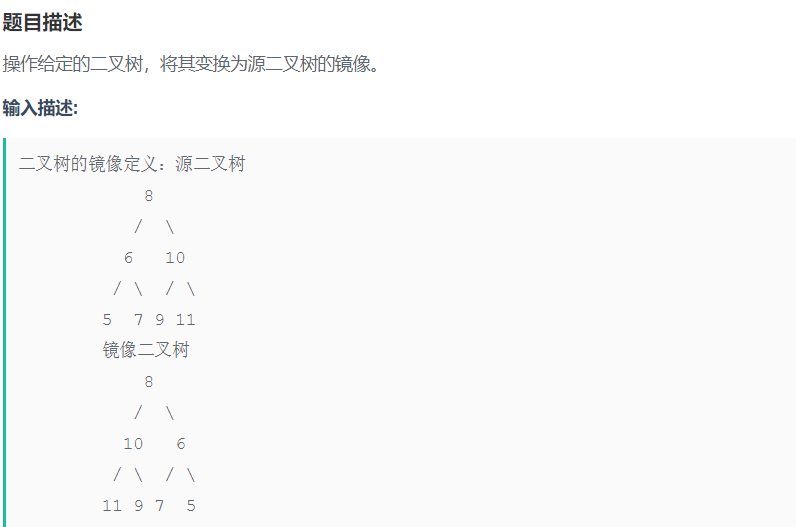 题目描述
操作给定的二叉树，将其变换为源二叉树的镜像。
输入描述:
二叉树的镜像定义：源二叉树
8
/ \
6 10
/ \ / \
5 7 9 11
镜像二叉树
8
/ \
10 6
/ \ / \
11 9 7 5